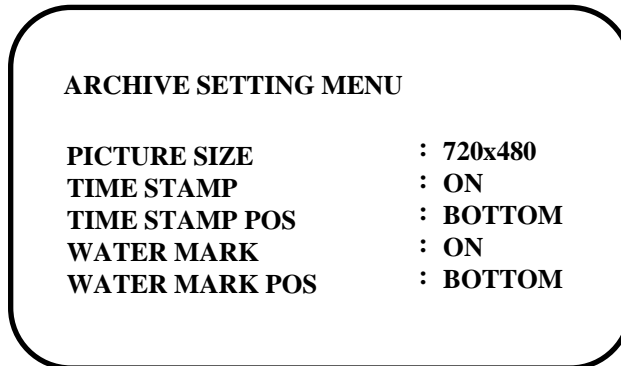 ARCHIVE SETTING MENU
PICTURE SIZE : 720x480
TIME STAMP : ON
TIME STAMP POS : BOTTOM
WATER MARK : ON
WATER MARK POS : BOTTOM